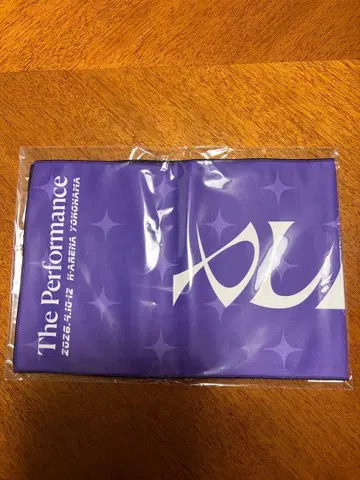 The Performance
2026.4.10-12 K-ARENA YOKOHAMA